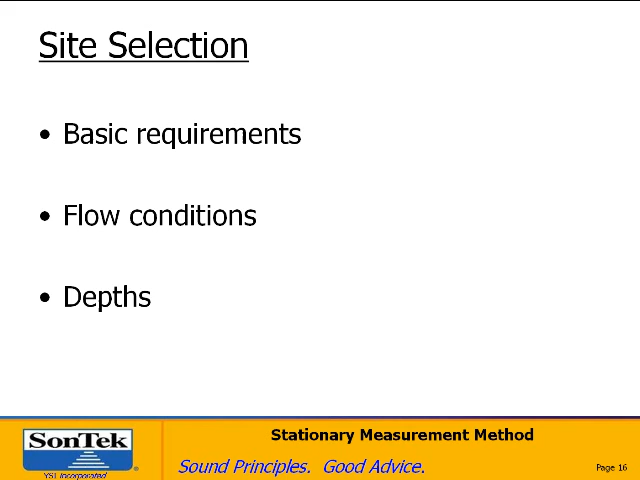 Site Selection
• Basic requirements
• Flow conditions
• Depths
Stationary Measurement Method
SonTek
®
YSI incorporated
Sound Principles. Good Advice.
Page 16